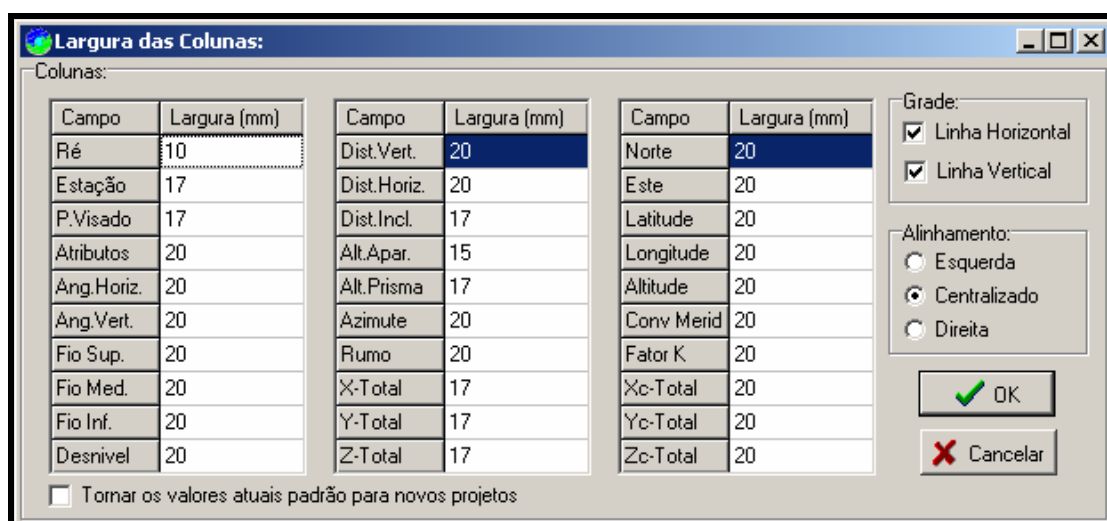 Largura das Colunas:
Colunas:
Campo Largura (mm)
Ré 10
Estação 17
P.Visado 17
Atributos 20
Ang.Horiz. 20
Ang.Vert. 20
Fio Sup. 20
Fio Med. 20
Fio Inf. 20
Desnivel 20
Campo Largura (mm)
Dist.Vert. 20
Dist.Horiz. 20
Dist.Incl. 17
Alt.Apar. 15
Alt.Prisma 17
Azimute 20
Rumo 20
X-Total 17
Y-Total 17
Z-Total 17
Campo Largura (mm)
Norte 20
Este 20
Latitude 20
Longitude 20
Altitude 20
Conv Merid 20
Fator K 20
Xc-Total 20
Yc-Total 20
Zc-Total 20
Grade:
Linha Horizontal
Linha Vertical
Alinhamento:
Esquerda
Centralizado
Direita
OK
Cancelar
Tornar os valores atuais padrão para novos projetos